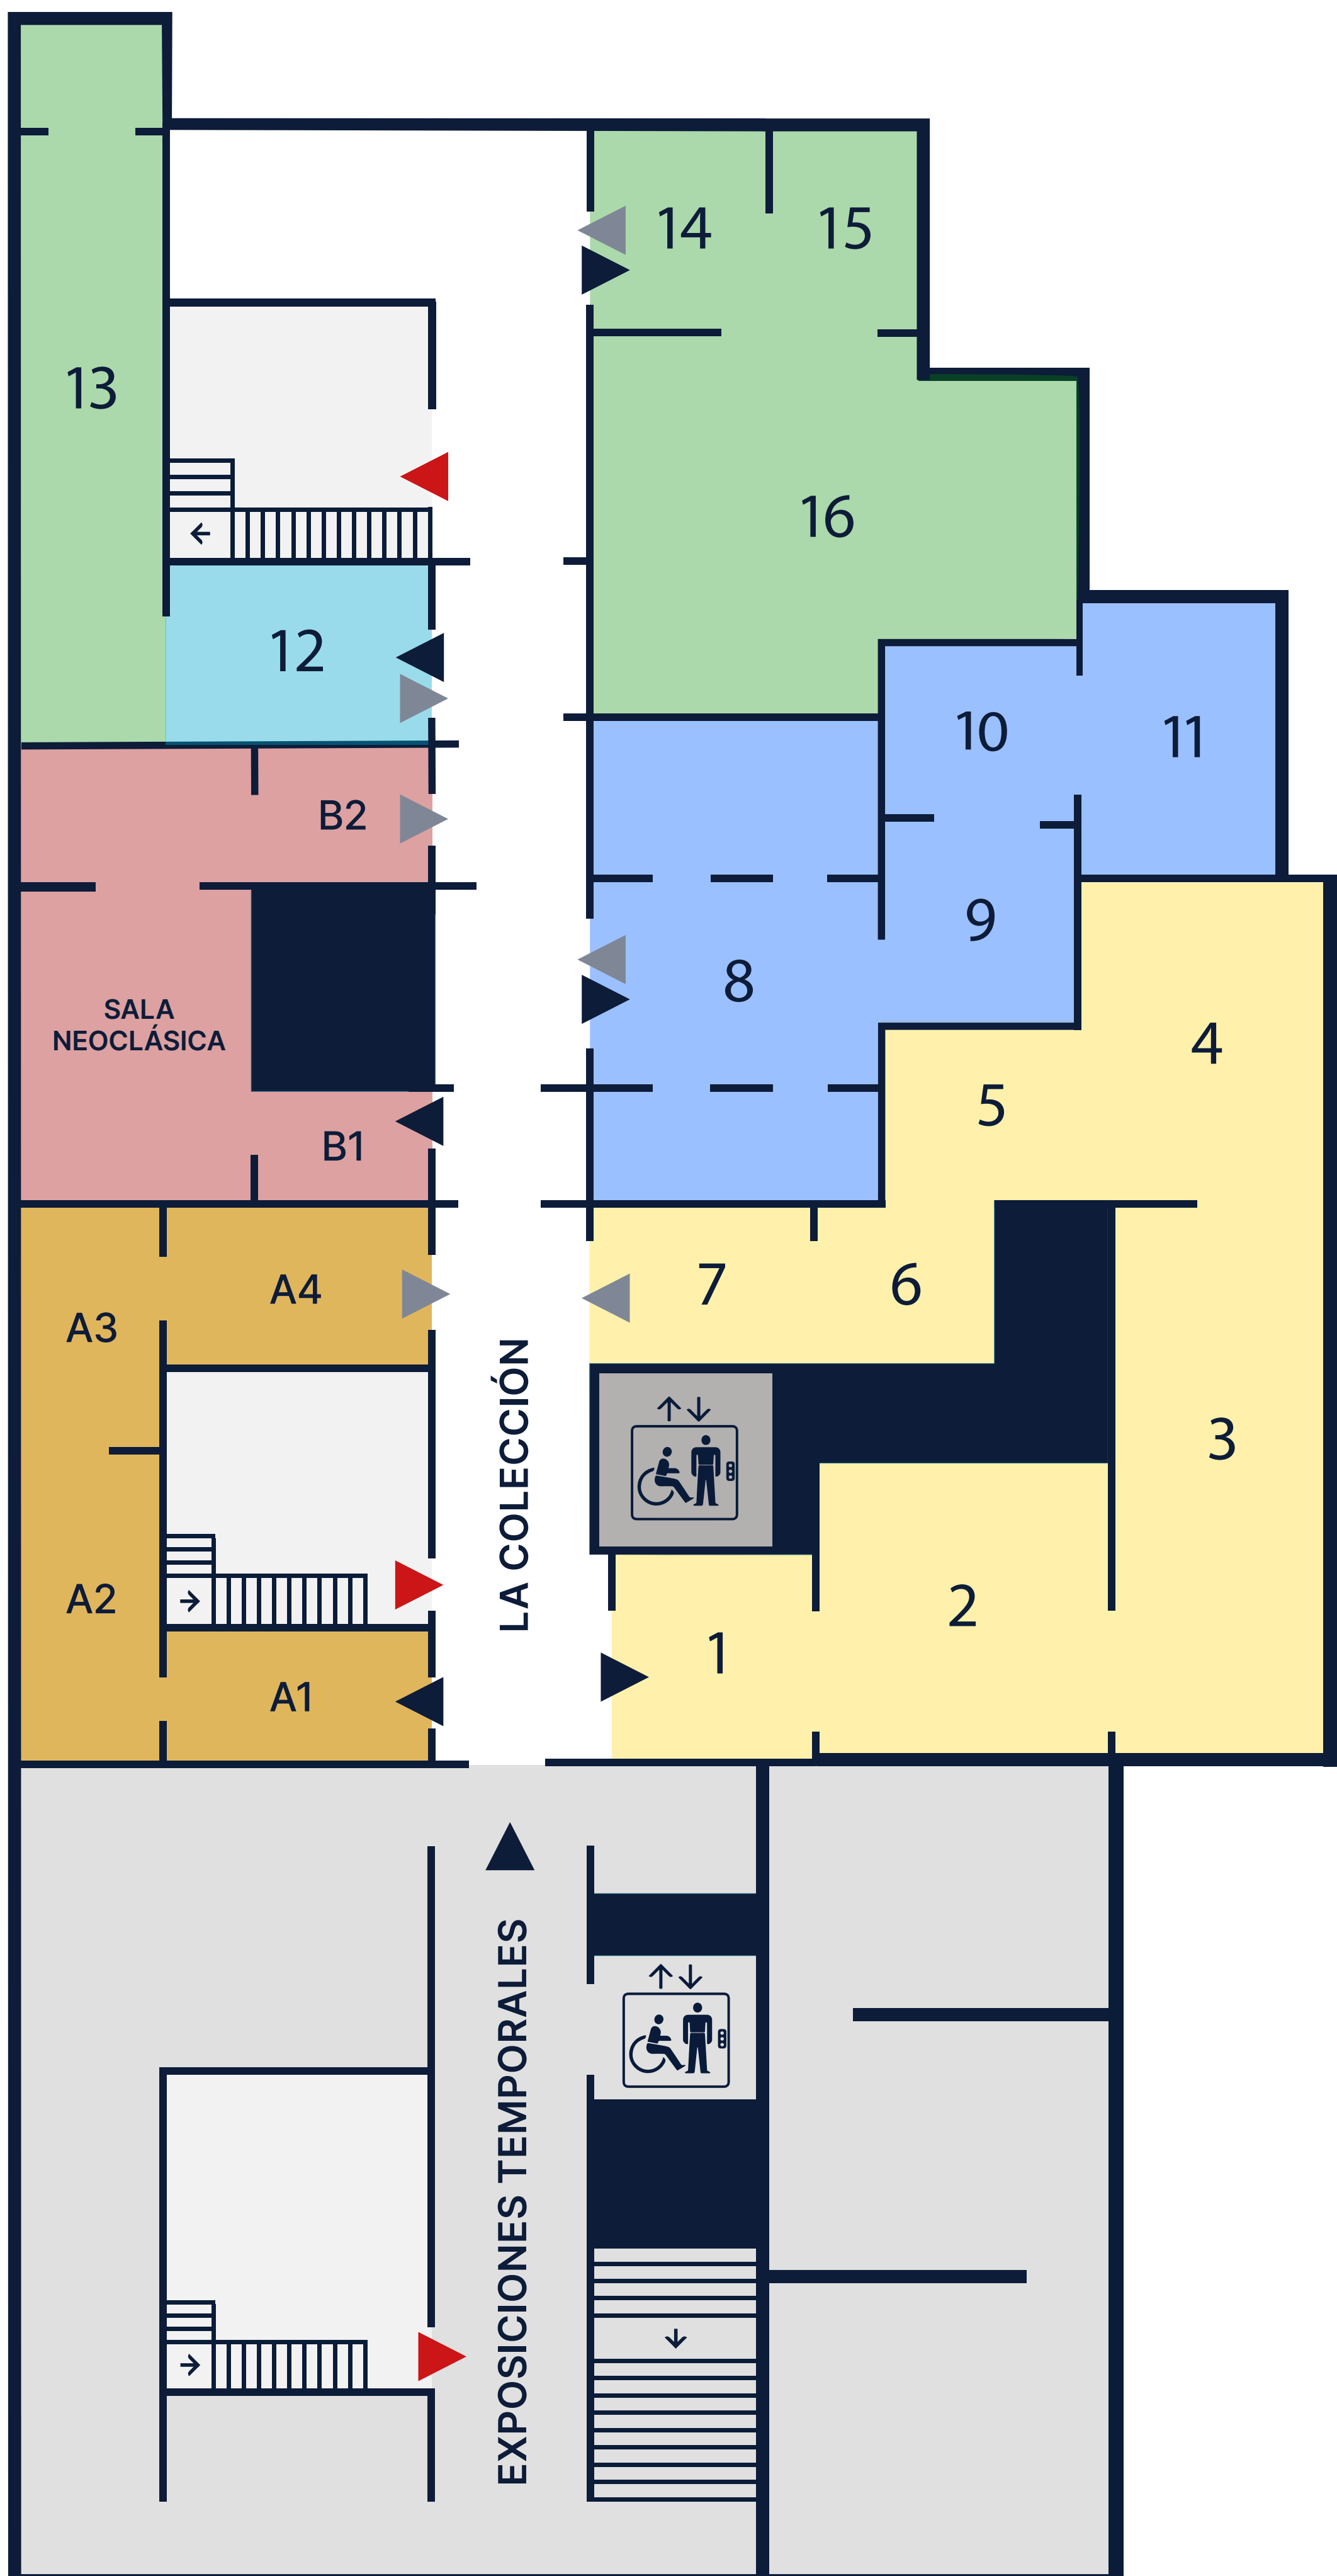 14
15
13
16
12
10
11
B2
9
8
SALA
NEOCLÁSICA
4
5
B1
A4
7
6
A3
LA COLECCIÓN
3
A2
2
1
A1
EXPOSICIONES TEMPORALES